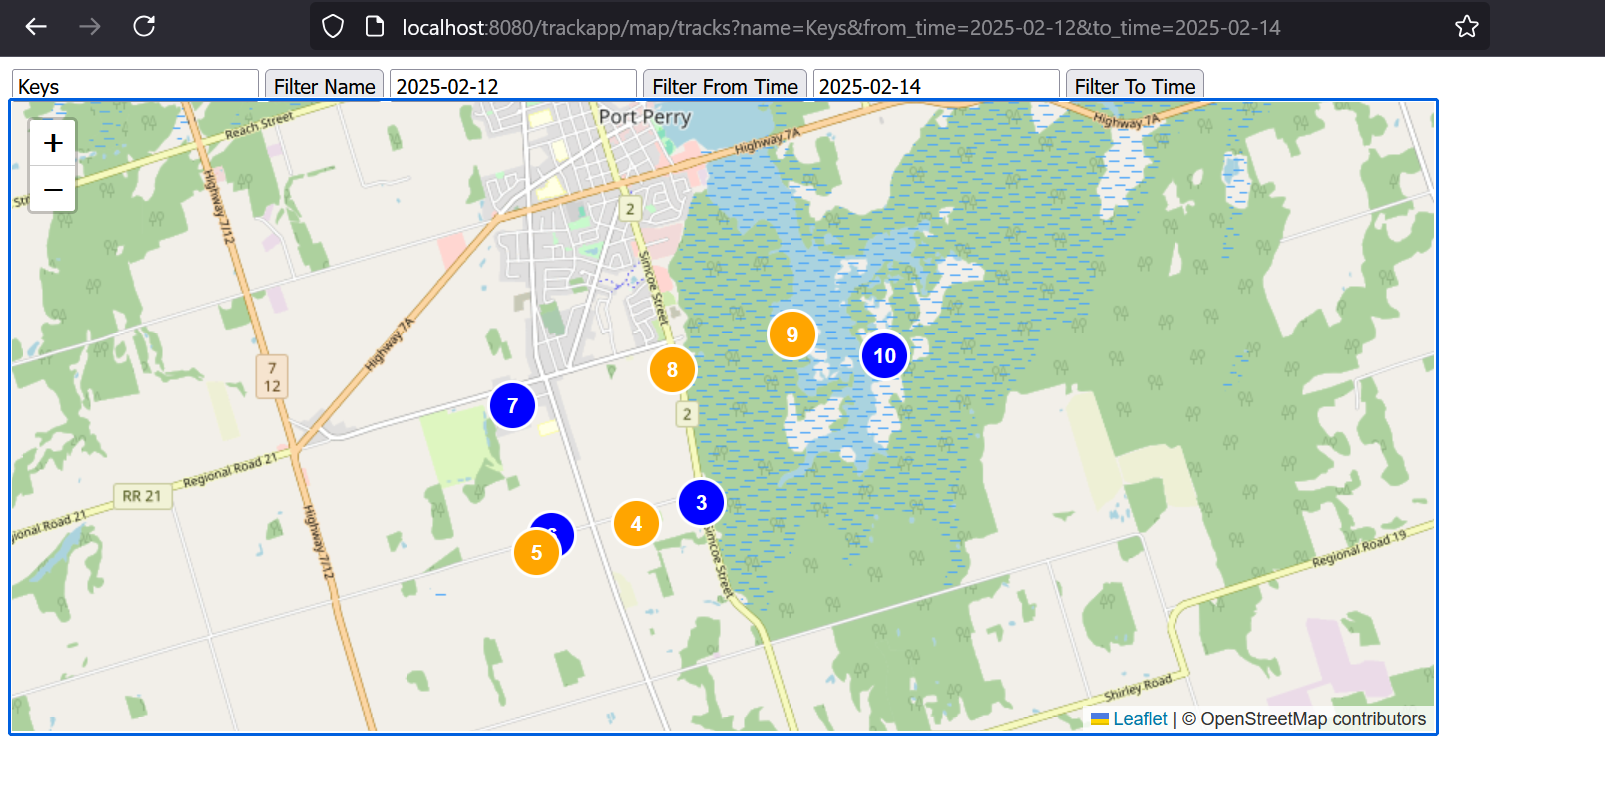 localhost:8080/trackapp/map/tracks?name=Keys&from_time=2025-02-12&to_time=2025-02-14
Keys Filter Name 2025-02-12 Filter From Time 2025-02-14 Filter To Time
Port Perry
Reach Street
Highway 7A
Highway 7A
+
−
Highway 7/12
2
Simcoe Street
9
10
Highway 7A
7
12
8
7
2
Regional Road 21
RR 21
3
4
5
Regional Road 21
Highway 7/12
Simcoe Street
Regional Road 19
Shirley Road
Leaflet | © OpenStreetMap contributors